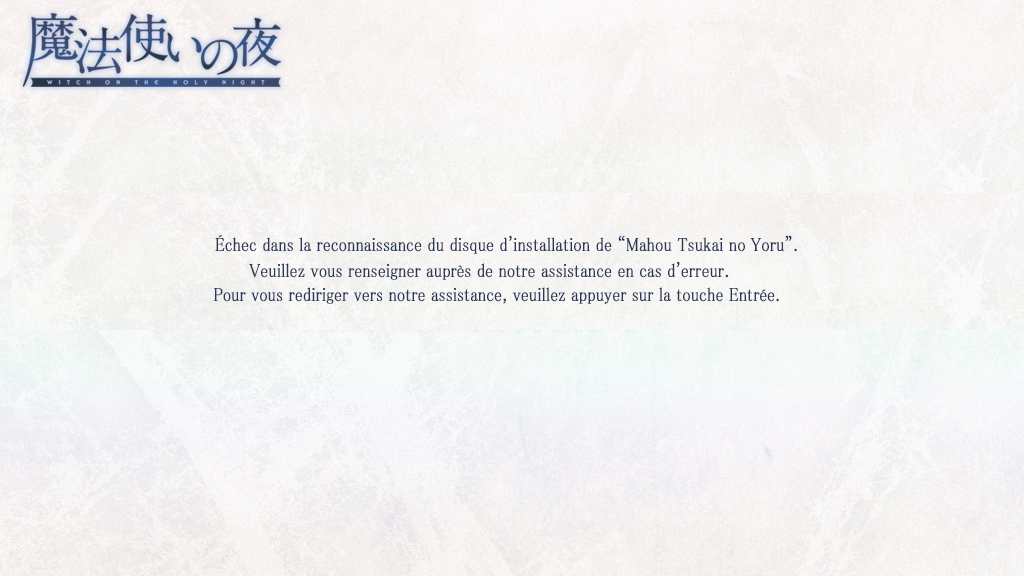 魔法使いの夜
WITCH ON THE HOLY NIGHT
Échec dans la reconnaissance du disque d’installation de “Mahou Tsukai no Yoru”.
Veuillez vous renseigner auprès de notre assistance en cas d’erreur.
Pour vous rediriger vers notre assistance, veuillez appuyer sur la touche Entrée.